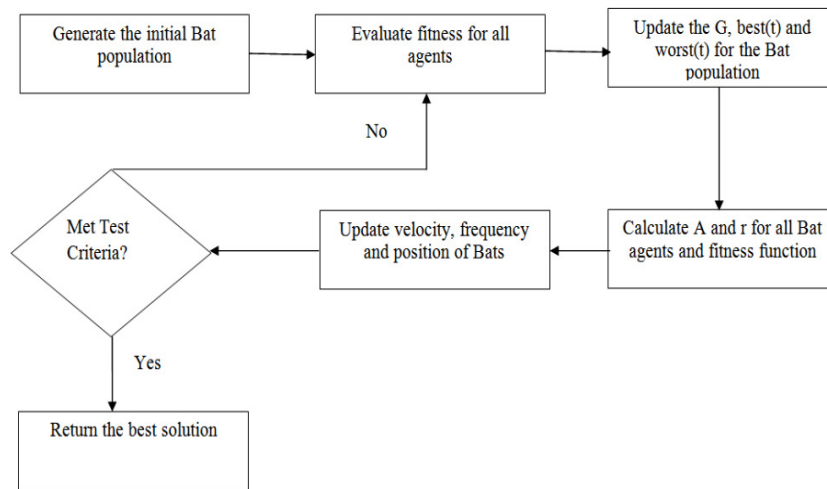 Generate the initial Bat
population
Evaluate fitness for all
agents
Update the G, best(t) and
worst(t) for the Bat
population
No
Met Test
Criteria?
Update velocity, frequency
and position of Bats
Calculate A and r for all Bat
agents and fitness function
Yes
Return the best solution